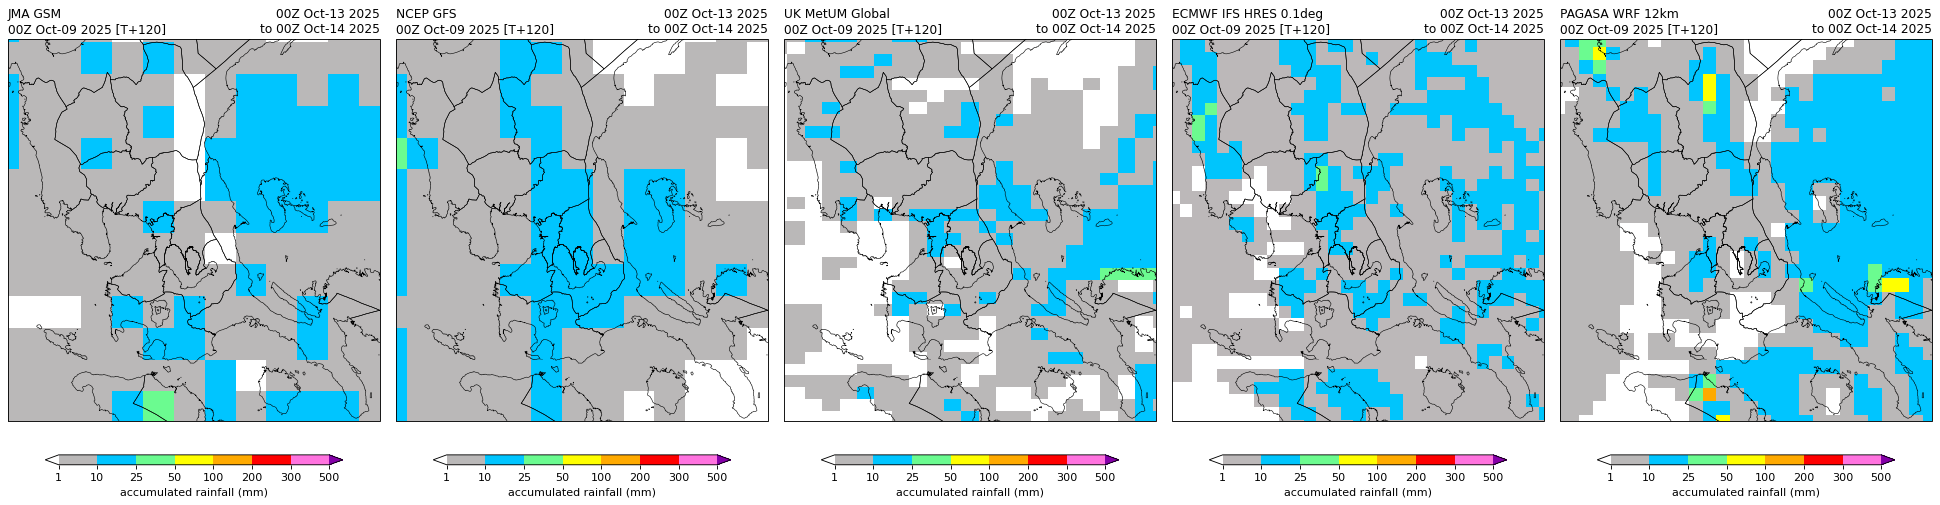 JMA GSM 00Z Oct-13 2025
00Z Oct-09 2025 [T+120] to 00Z Oct-14 2025
1 10 25 50 100 200 300 500
accumulated rainfall (mm)
NCEP GFS 00Z Oct-13 2025
00Z Oct-09 2025 [T+120] to 00Z Oct-14 2025
1 10 25 50 100 200 300 500
accumulated rainfall (mm)
UK MetUM Global 00Z Oct-13 2025
00Z Oct-09 2025 [T+120] to 00Z Oct-14 2025
1 10 25 50 100 200 300 500
accumulated rainfall (mm)
ECMWF IFS HRES 0.1deg 00Z Oct-13 2025
00Z Oct-09 2025 [T+120] to 00Z Oct-14 2025
1 10 25 50 100 200 300 500
accumulated rainfall (mm)
PAGASA WRF 12km 00Z Oct-13 2025
00Z Oct-09 2025 [T+120] to 00Z Oct-14 2025
1 10 25 50 100 200 300 500
accumulated rainfall (mm)